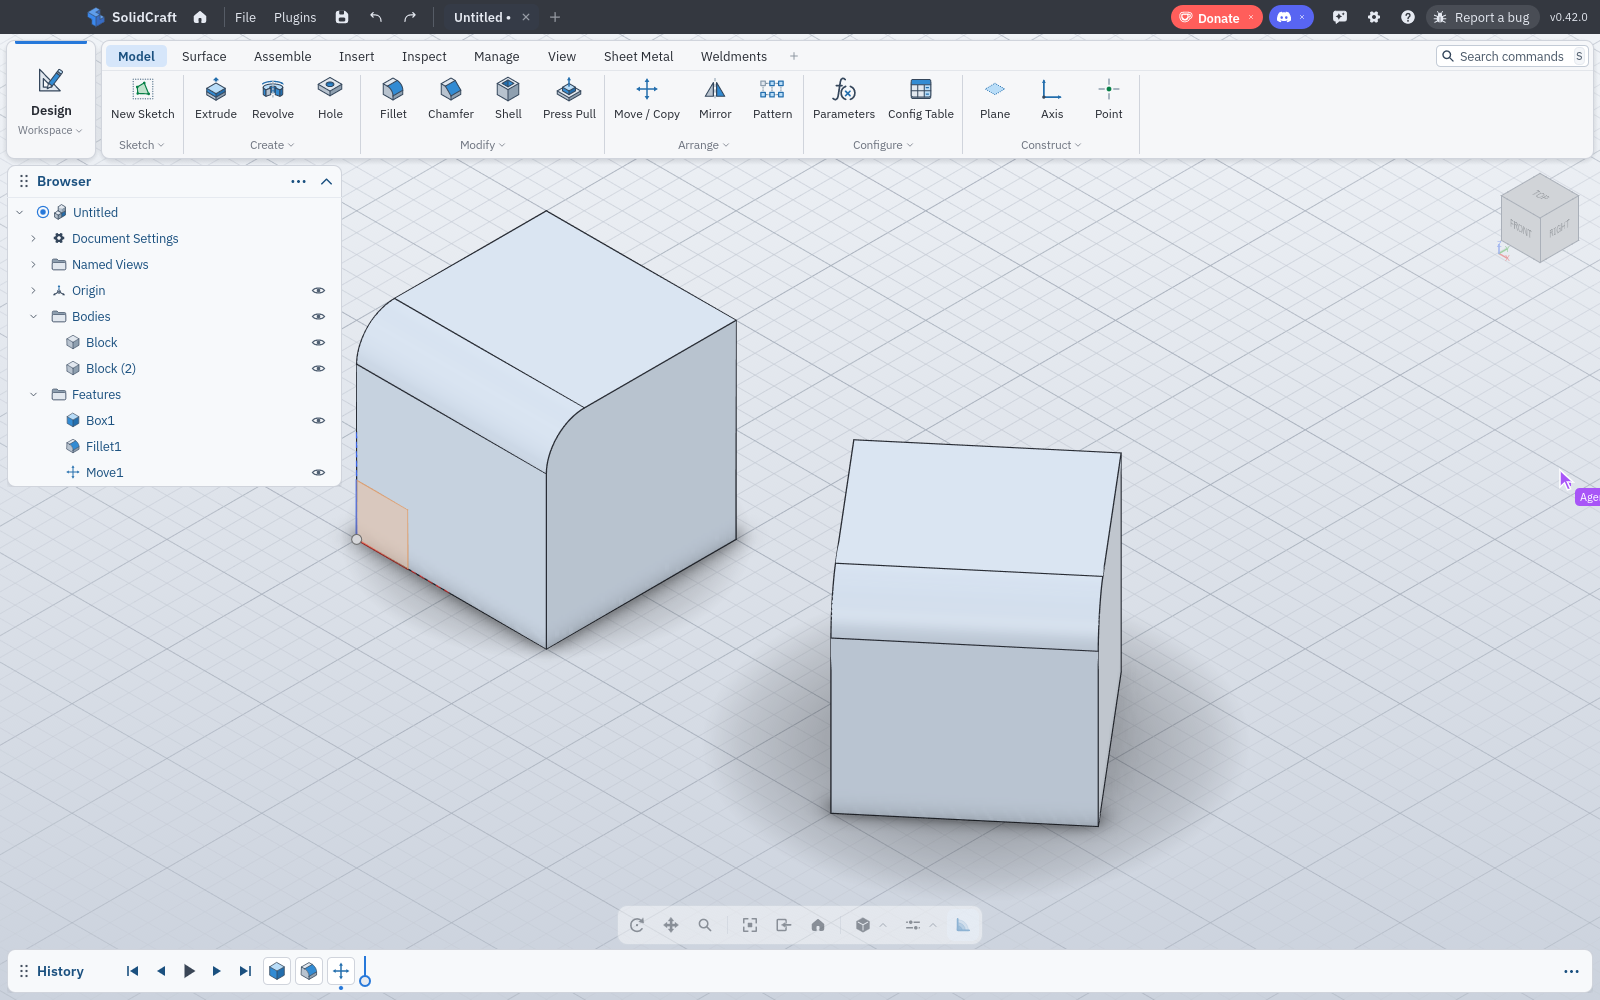 SolidCraft File Plugins Untitled • Donate Report a bug v0.42.0
Model Surface Assemble Insert Inspect Manage View Sheet Metal Weldments Search commands S
Design
Workspace
New Sketch Extrude Revolve Hole Fillet Chamfer Shell Press Pull Move / Copy Mirror Pattern Parameters Config Table Plane Axis Point
Sketch Create Modify Arrange Configure Construct
Browser
Untitled
Document Settings
Named Views
Origin
Bodies
Block
Block (2)
Features
Box1
Fillet1
Move1
TOP
FRONT RIGHT
History